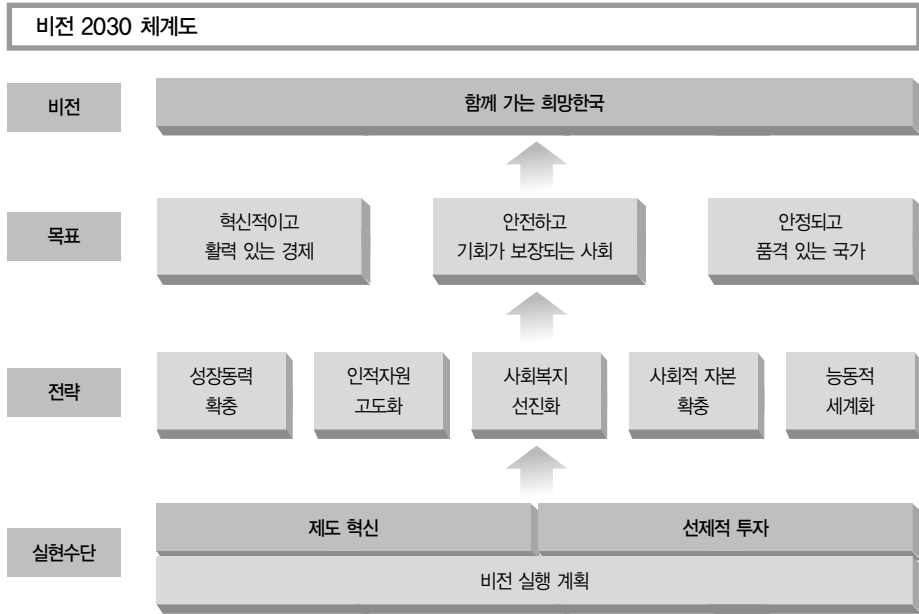 비전 2030 체계도
비전
함께 가는 희망한국
목표
혁신적이고
활력 있는 경제
안전하고
기회가 보장되는 사회
안정되고
품격 있는 국가
전략
성장동력
확충
인적자원
고도화
사회복지
선진화
사회적 자본
확충
능동적
세계화
실현수단
제도 혁신
선제적 투자
비전 실행 계획